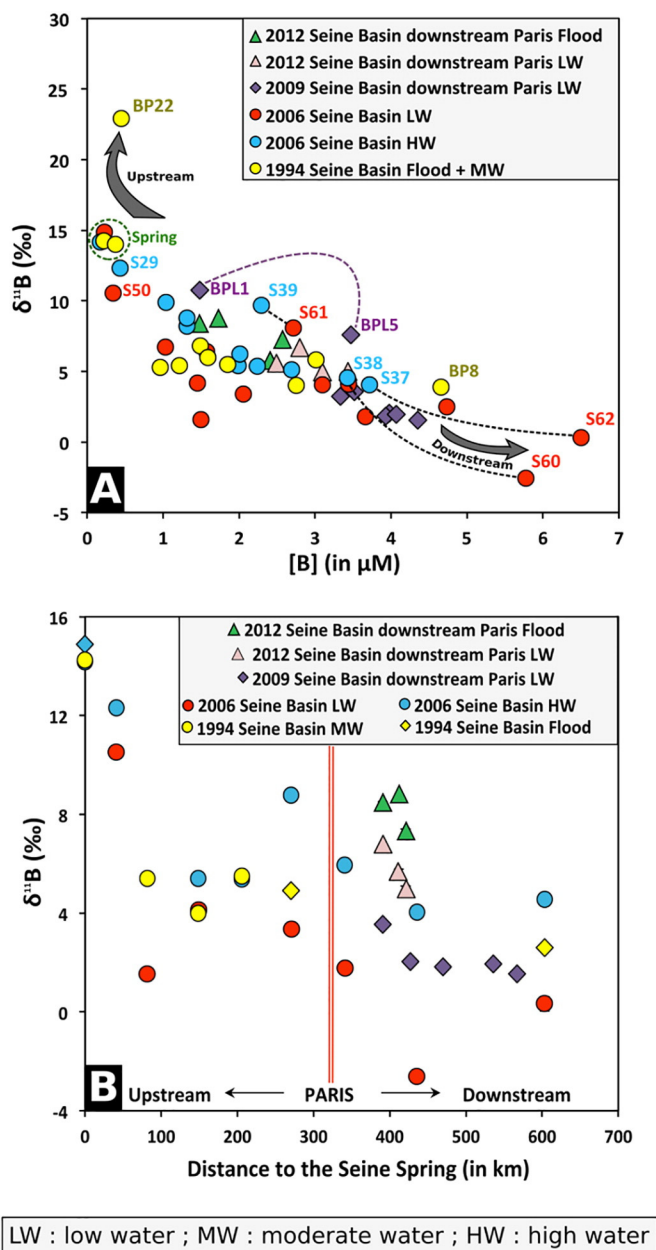 30
25
20
15
10
5
0
-5
δ¹¹B (‰)
2012 Seine Basin downstream Paris Flood
2012 Seine Basin downstream Paris LW
2009 Seine Basin downstream Paris LW
2006 Seine Basin LW
2006 Seine Basin HW
1994 Seine Basin Flood + MW
BP22
Upstream
Spring
S29
S50
BPL1
S39
S61
BPL5
S38
S37
BP8
S62
Downstream
S60
A
0 1 2 3 4 5 6 7
[B] (in µM)
16
12
8
4
0
-4
δ¹¹B (‰)
2012 Seine Basin downstream Paris Flood
2012 Seine Basin downstream Paris LW
2009 Seine Basin downstream Paris LW
2006 Seine Basin LW 2006 Seine Basin HW
1994 Seine Basin MW 1994 Seine Basin Flood
B
Upstream ← PARIS → Downstream
0 100 200 300 400 500 600 700
Distance to the Seine Spring (in km)
LW : low water ; MW : moderate water ; HW : high water